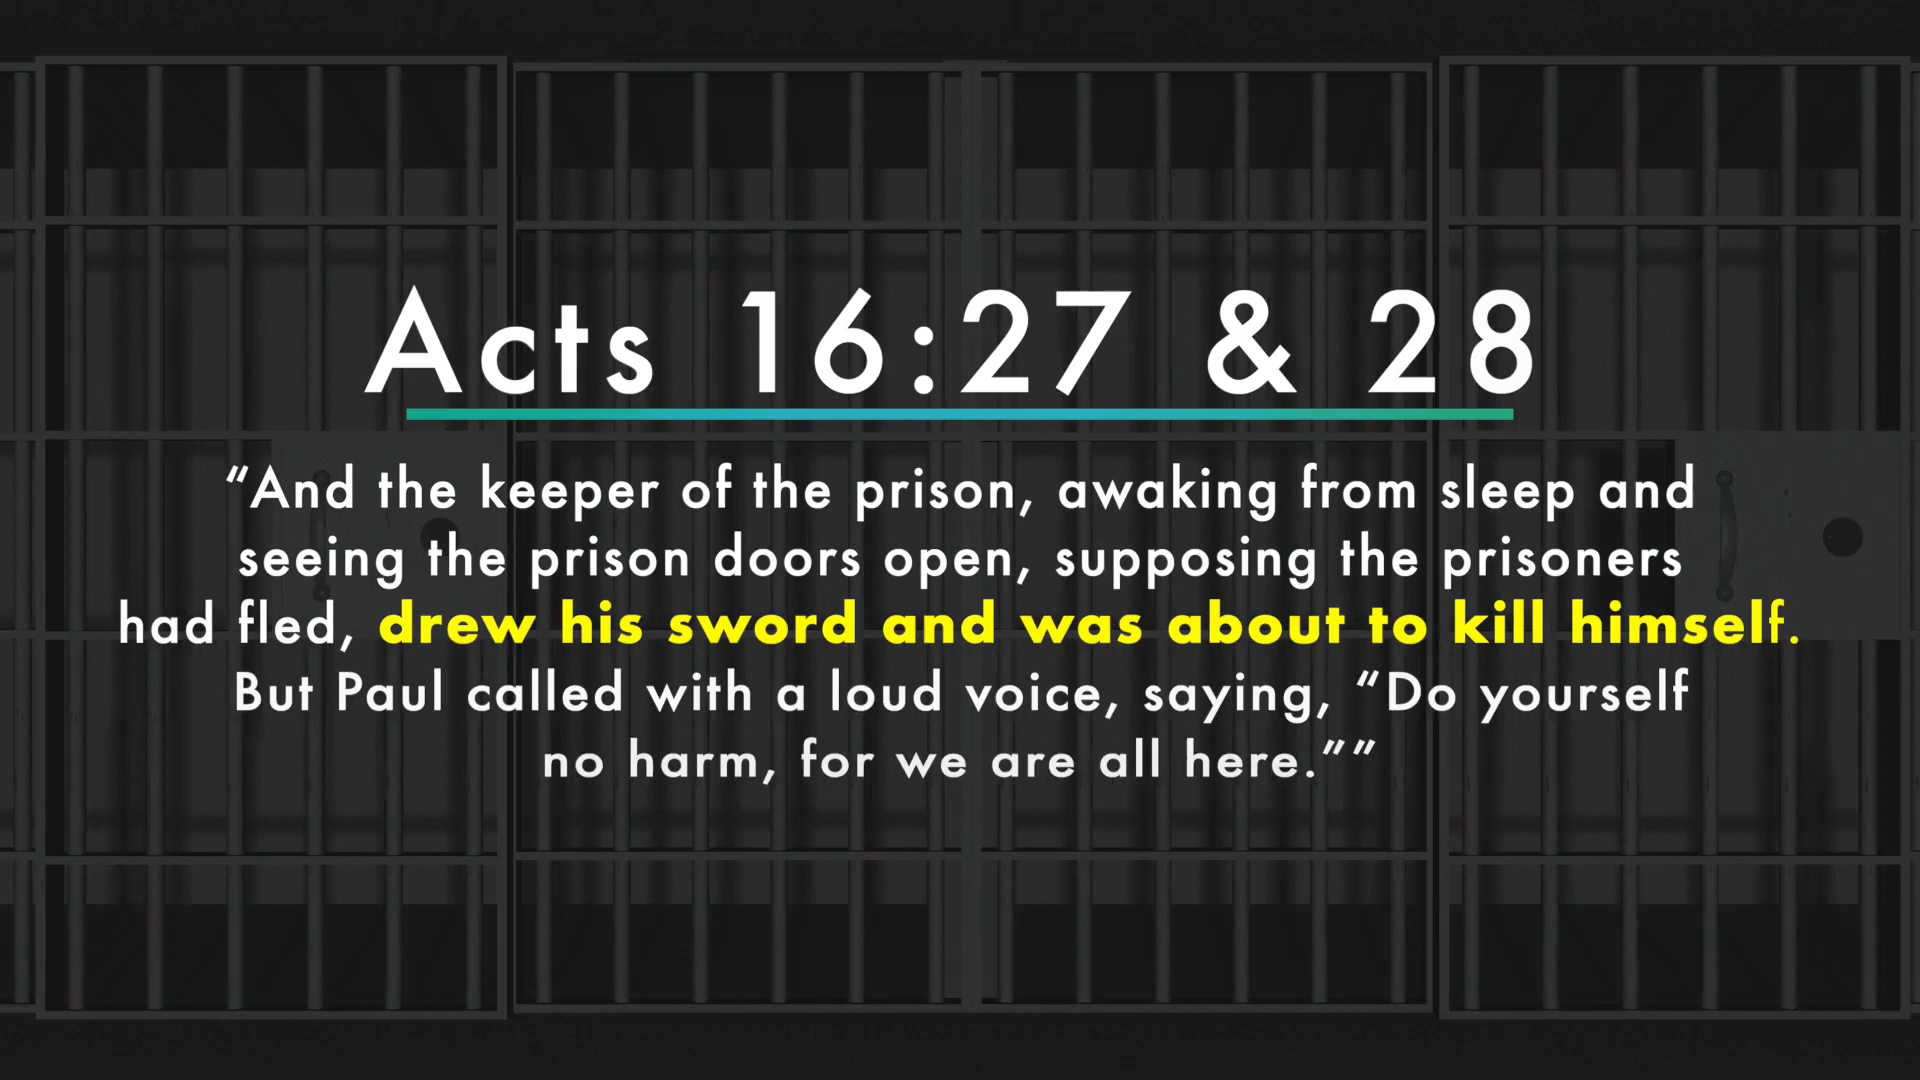 Acts 16:27 & 28
“And the keeper of the prison, awaking from sleep and
seeing the prison doors open, supposing the prisoners
had fled, drew his sword and was about to kill himself.
But Paul called with a loud voice, saying, “Do yourself
no harm, for we are all here.””